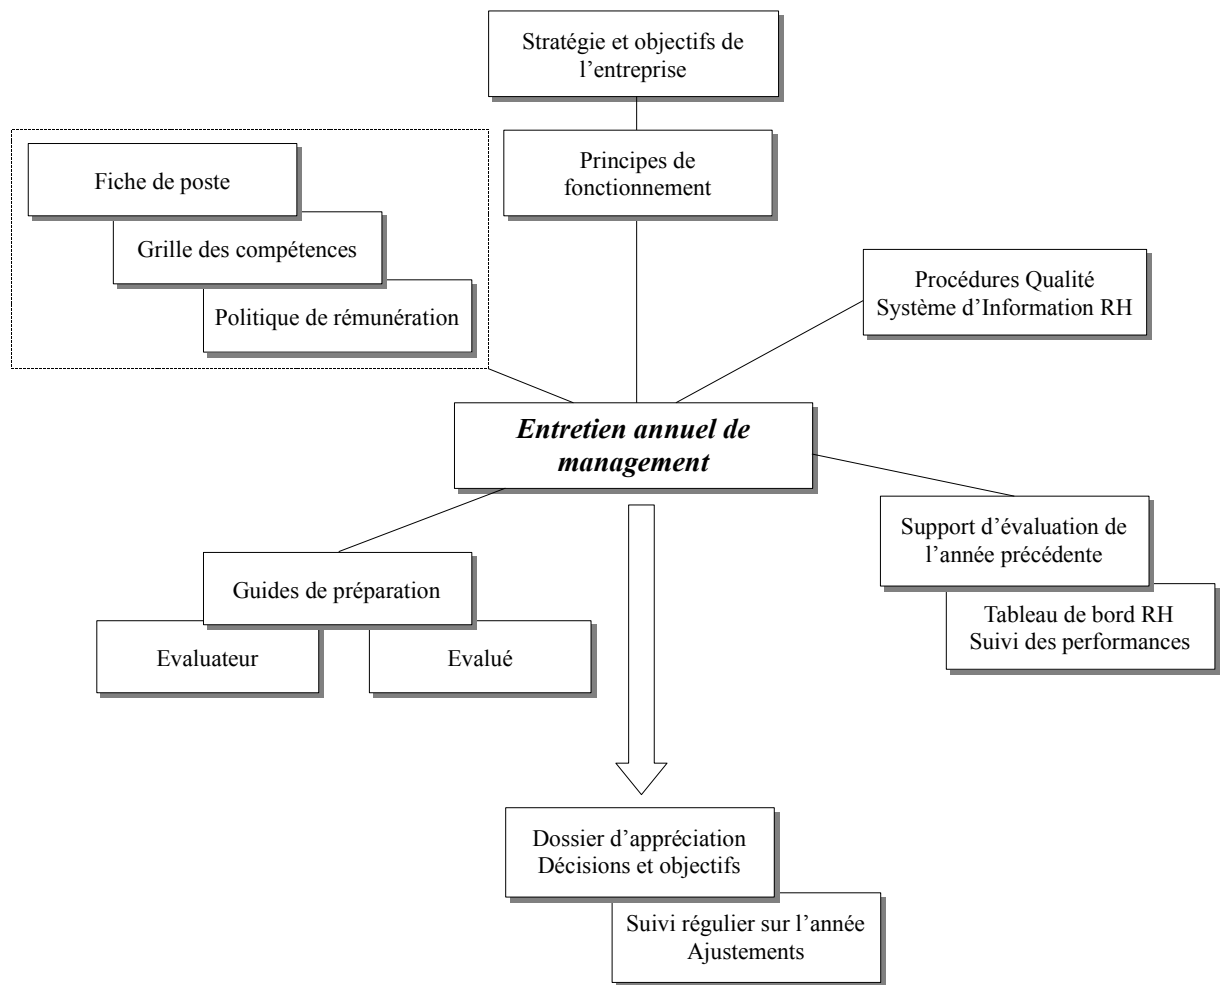 Stratégie et objectifs de
l’entreprise
Principes de
fonctionnement
Fiche de poste
Grille des compétences
Politique de rémunération
Procédures Qualité
Système d’Information RH
Entretien annuel de
management
Support d’évaluation de
l’année précédente
Tableau de bord RH
Suivi des performances
Guides de préparation
Evaluateur
Evalué
Dossier d’appréciation
Décisions et objectifs
Suivi régulier sur l’année
Ajustements